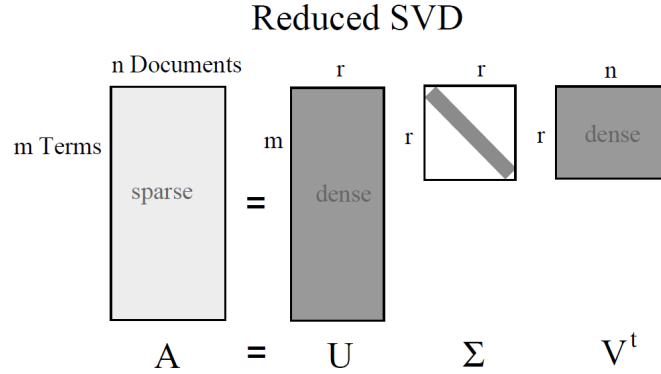 Reduced SVD
n Documents r r n
m Terms m r r
sparse = dense dense
A = U Σ V^t